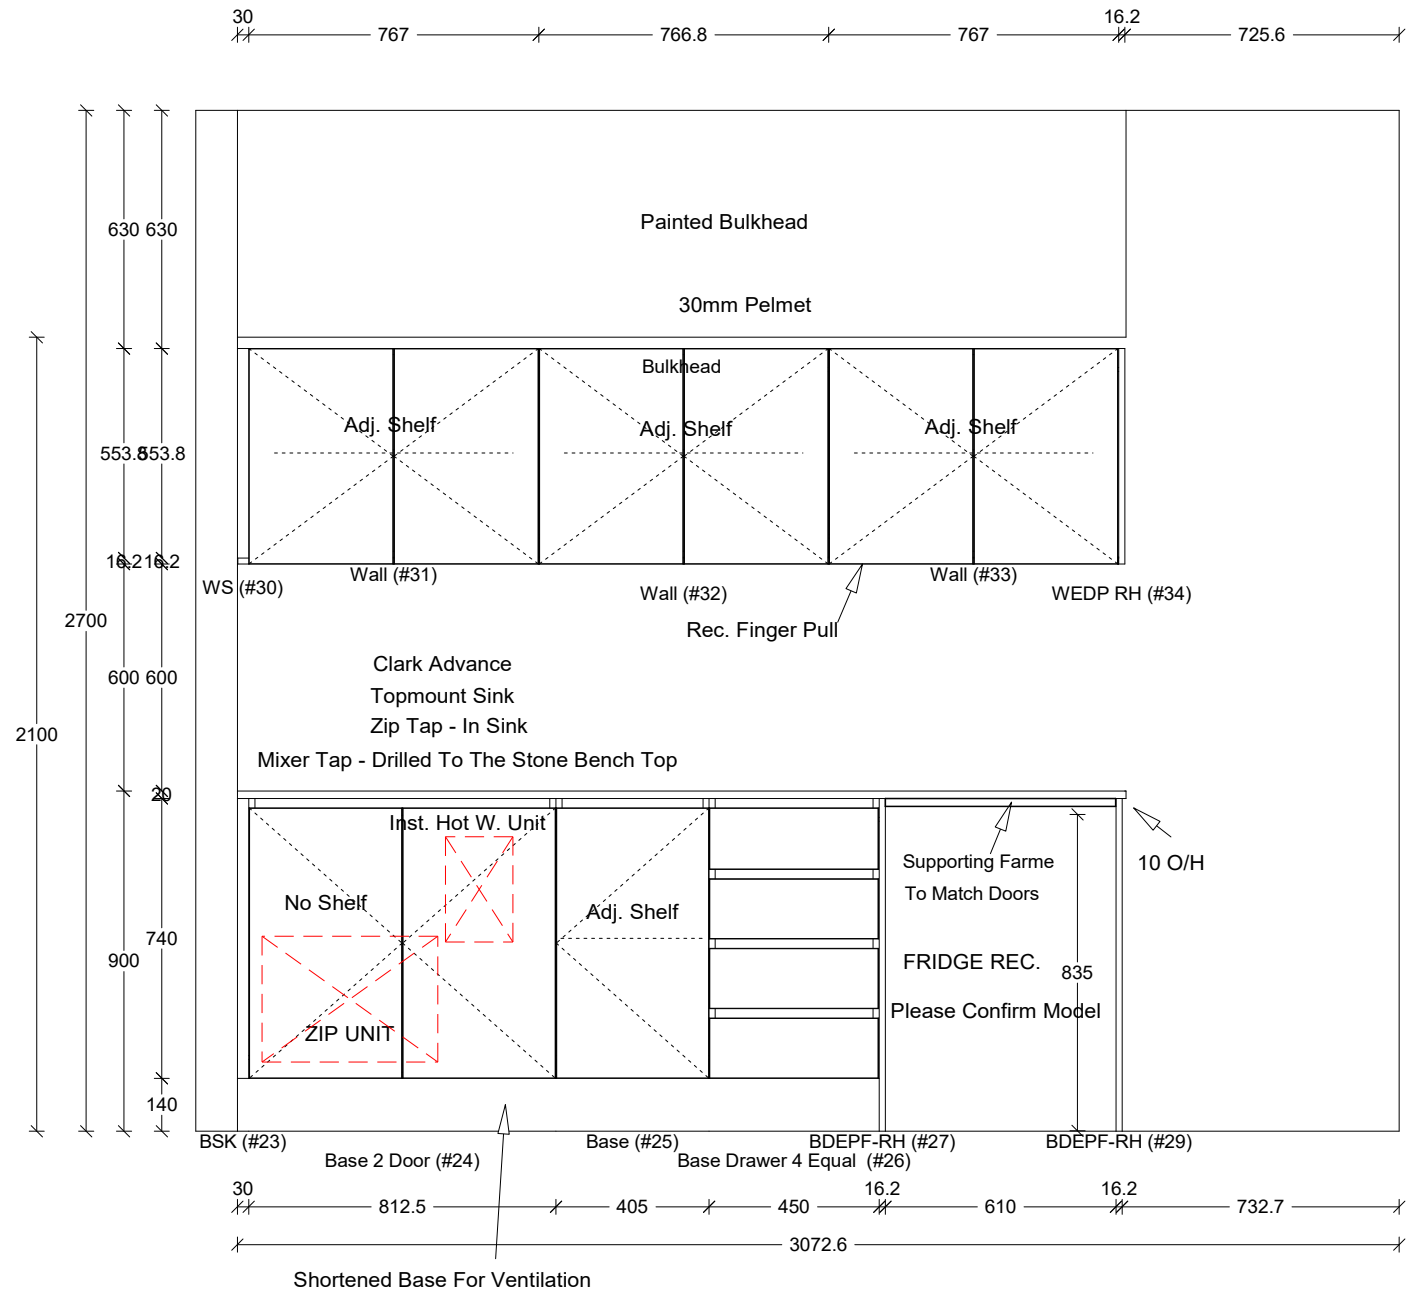 30
16.2
767
766.8
767
725.6
630 630
Painted Bulkhead
30mm Pelmet
Bulkhead
Adj. Shelf
Adj. Shelf
Adj. Shelf
553.8 553.8
16.2 16.2
WS (#30)
Wall (#31)
Wall (#32)
Wall (#33)
WEDP RH (#34)
2700
Rec. Finger Pull
600 600
Clark Advance
Topmount Sink
Zip Tap - In Sink
2100
Mixer Tap - Drilled To The Stone Bench Top
20
Inst. Hot W. Unit
Supporting Farme
To Match Doors
10 O/H
No Shelf
Adj. Shelf
740
900
FRIDGE REC.
835
Please Confirm Model
ZIP UNIT
140
BSK (#23)
Base (#25)
BDEPF-RH (#27)
BDEPF-RH (#29)
Base 2 Door (#24)
Base Drawer 4 Equal (#26)
30
16.2
16.2
812.5
405
450
610
732.7
3072.6
Shortened Base For Ventilation